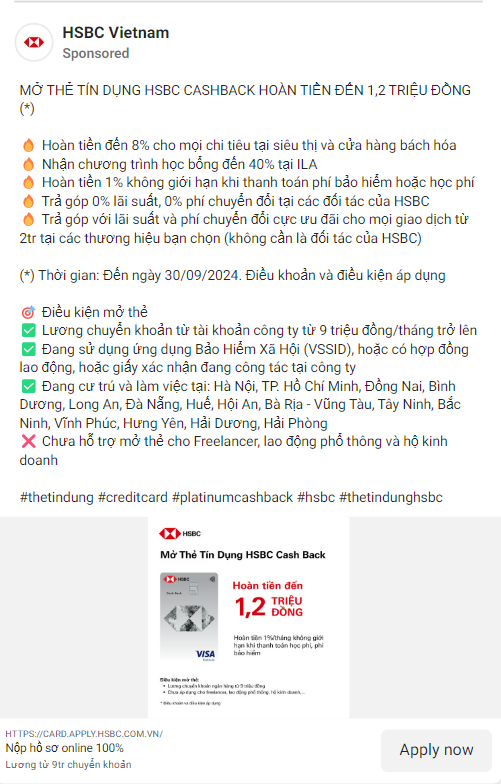 HSBC Vietnam
Sponsored
MỞ THẺ TÍN DỤNG HSBC CASHBACK HOÀN TIỀN ĐẾN 1,2 TRIỆU ĐỒNG
(*)
🔥 Hoàn tiền đến 8% cho mọi chi tiêu tại siêu thị và cửa hàng bách hóa
🔥 Nhận chương trình học bổng đến 40% tại ILA
🔥 Hoàn tiền 1% không giới hạn khi thanh toán phí bảo hiểm hoặc học phí
🔥 Trả góp 0% lãi suất, 0% phí chuyển đổi tại các đối tác của HSBC
🔥 Trả góp với lãi suất và phí chuyển đổi cực ưu đãi cho mọi giao dịch từ
2tr tại các thương hiệu bạn chọn (không cần là đối tác của HSBC)
(*) Thời gian: Đến ngày 30/09/2024. Điều khoản và điều kiện áp dụng
🎯 Điều kiện mở thẻ
✅ Lương chuyển khoản từ tài khoản công ty từ 9 triệu đồng/tháng trở lên
✅ Đang sử dụng ứng dụng Bảo Hiểm Xã Hội (VSSID), hoặc có hợp đồng
lao động, hoặc giấy xác nhận đang công tác tại công ty
✅ Đang cư trú và làm việc tại: Hà Nội, TP. Hồ Chí Minh, Đồng Nai, Bình
Dương, Long An, Đà Nẵng, Huế, Hội An, Bà Rịa - Vũng Tàu, Tây Ninh, Bắc
Ninh, Vĩnh Phúc, Hưng Yên, Hải Dương, Hải Phòng
❌ Chưa hỗ trợ mở thẻ cho Freelancer, lao động phổ thông và hộ kinh
doanh
#thetindung #creditcard #platinumcashback #hsbc #thetindunghsbc
HSBC
Mở Thẻ Tín Dụng HSBC Cash Back
HSBC
Cash Back
VISA
Platinum
Hoàn tiền đến
1,2 TRIỆU
ĐỒNG
Hoàn tiền 1%/tháng không giới
hạn khi thanh toán học phí, phí
bảo hiểm
Điều kiện mở thẻ:
• Lương chuyển khoản ngân hàng từ 9 triệu đồng
• Chưa áp dụng cho freelancer, lao động phổ thông, hộ kinh doanh...
* Điều khoản và điều kiện áp dụng
HTTPS://CARD.APPLY.HSBC.COM.VN/
Nộp hồ sơ online 100%
Lương từ 9tr chuyển khoản
Apply now